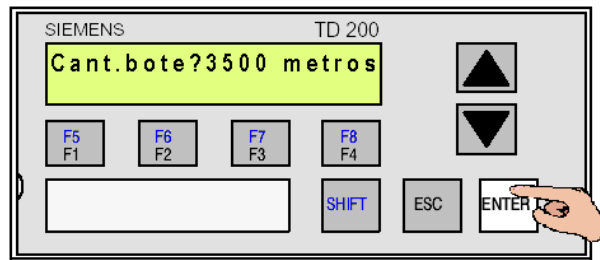 SIEMENS TD 200
Cant.bote?3500 metros
F5 F6 F7 F8
F1 F2 F3 F4
SHIFT ESC ENTER